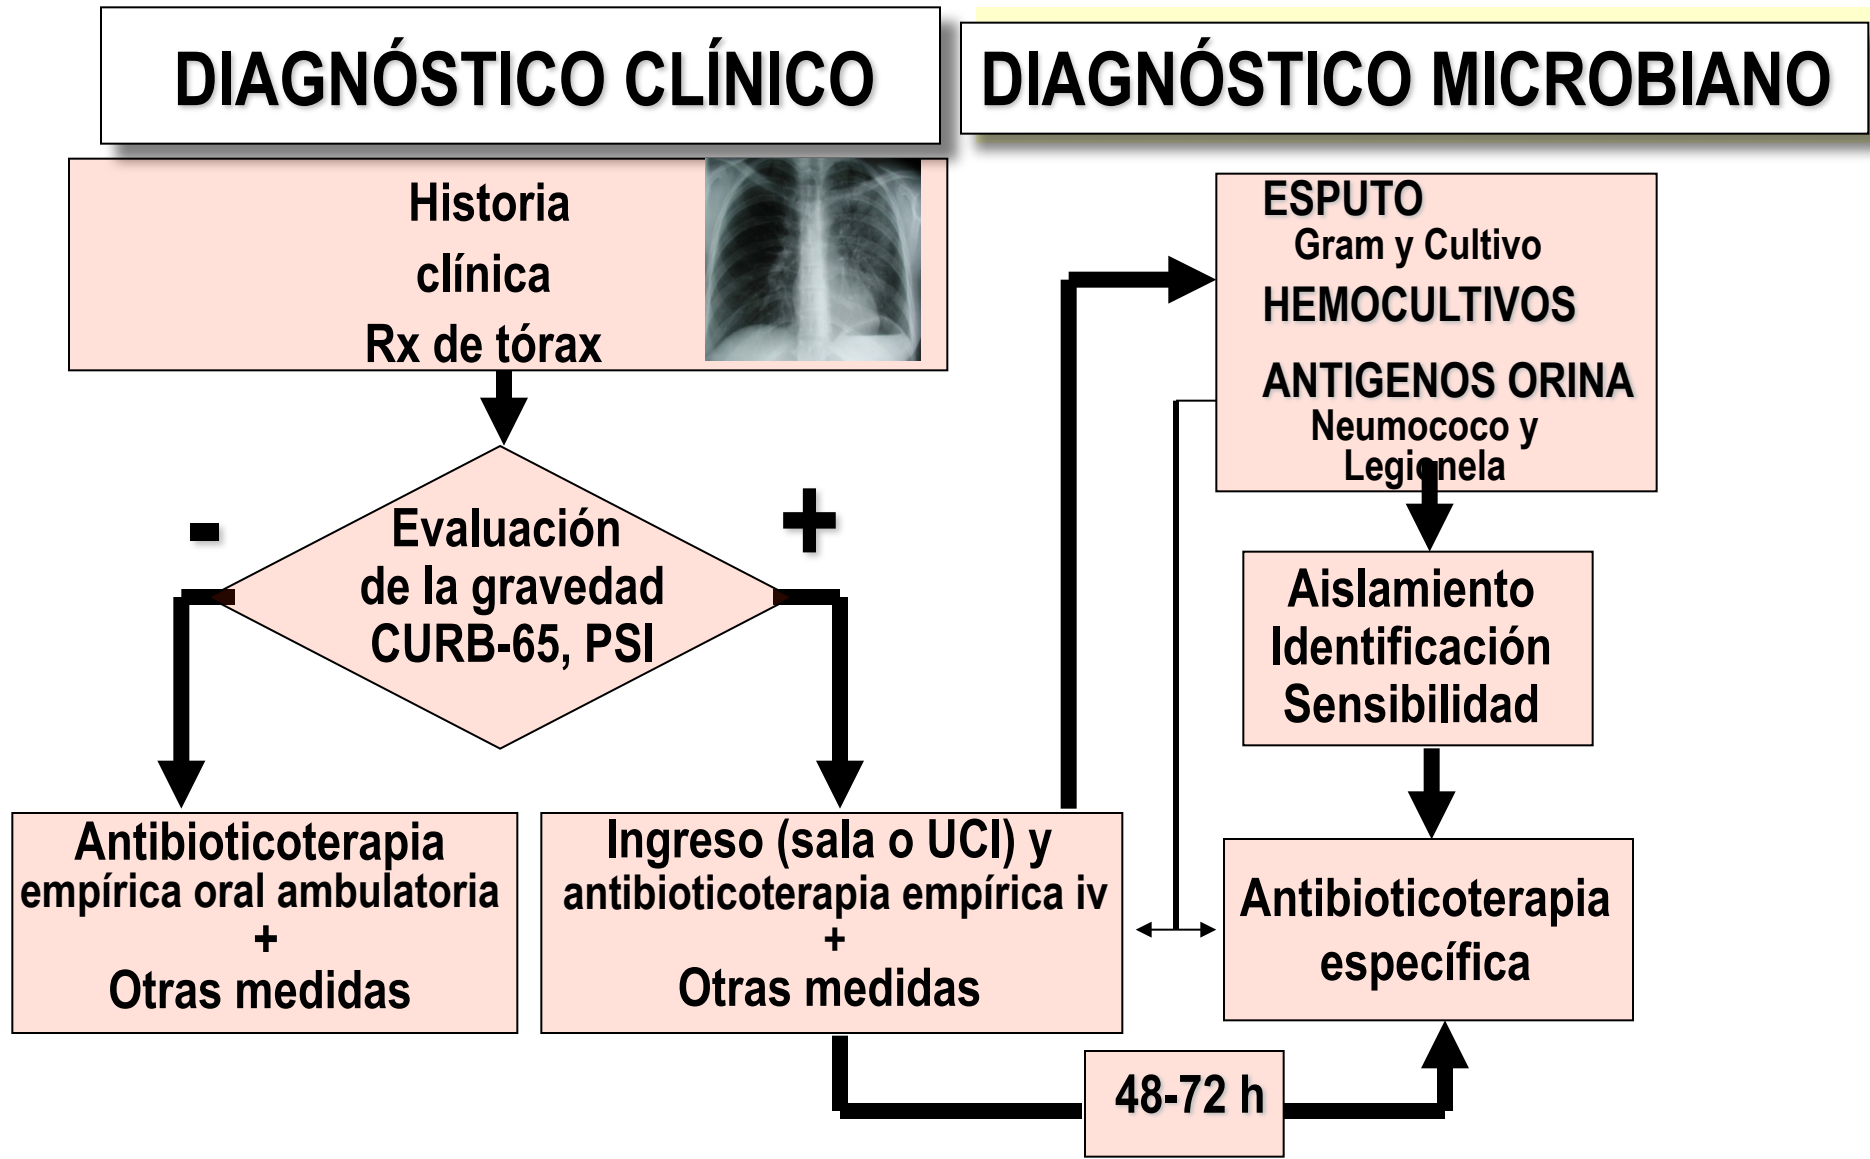 DIAGNÓSTICO CLÍNICO
DIAGNÓSTICO MICROBIANO
Historia
clínica
Rx de tórax
ESPUTO
Gram y Cultivo
HEMOCULTIVOS
ANTIGENOS ORINA
Neumococo y
Legionela
-
+
Evaluación
de la gravedad
CURB-65, PSI
Aislamiento
Identificación
Sensibilidad
Antibioticoterapia
empírica oral ambulatoria
+
Otras medidas
Ingreso (sala o UCI) y
antibioticoterapia empírica iv
+
Otras medidas
Antibioticoterapia
específica
48-72 h